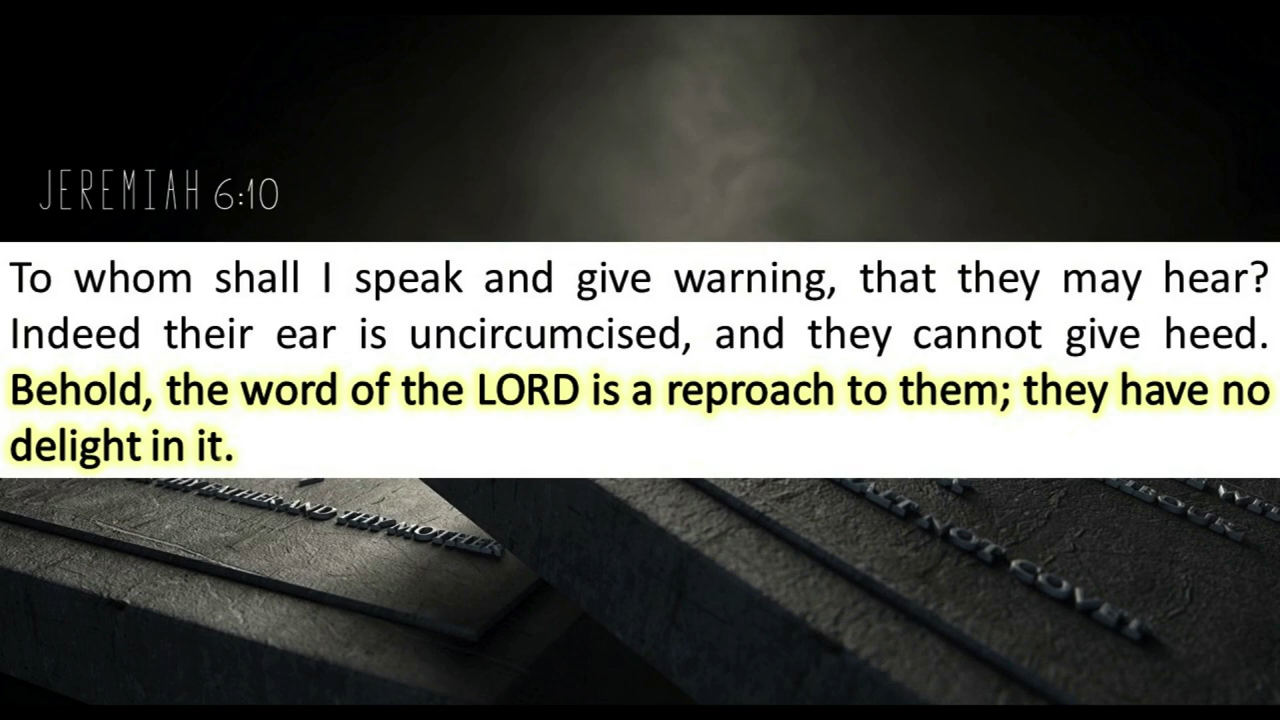 JEREMIAH 6:10
To whom shall I speak and give warning, that they may hear?
Indeed their ear is uncircumcised, and they cannot give heed.
Behold, the word of the LORD is a reproach to them; they have no
delight in it.
THY FATHER AND THY MOTHER
NOT COVET